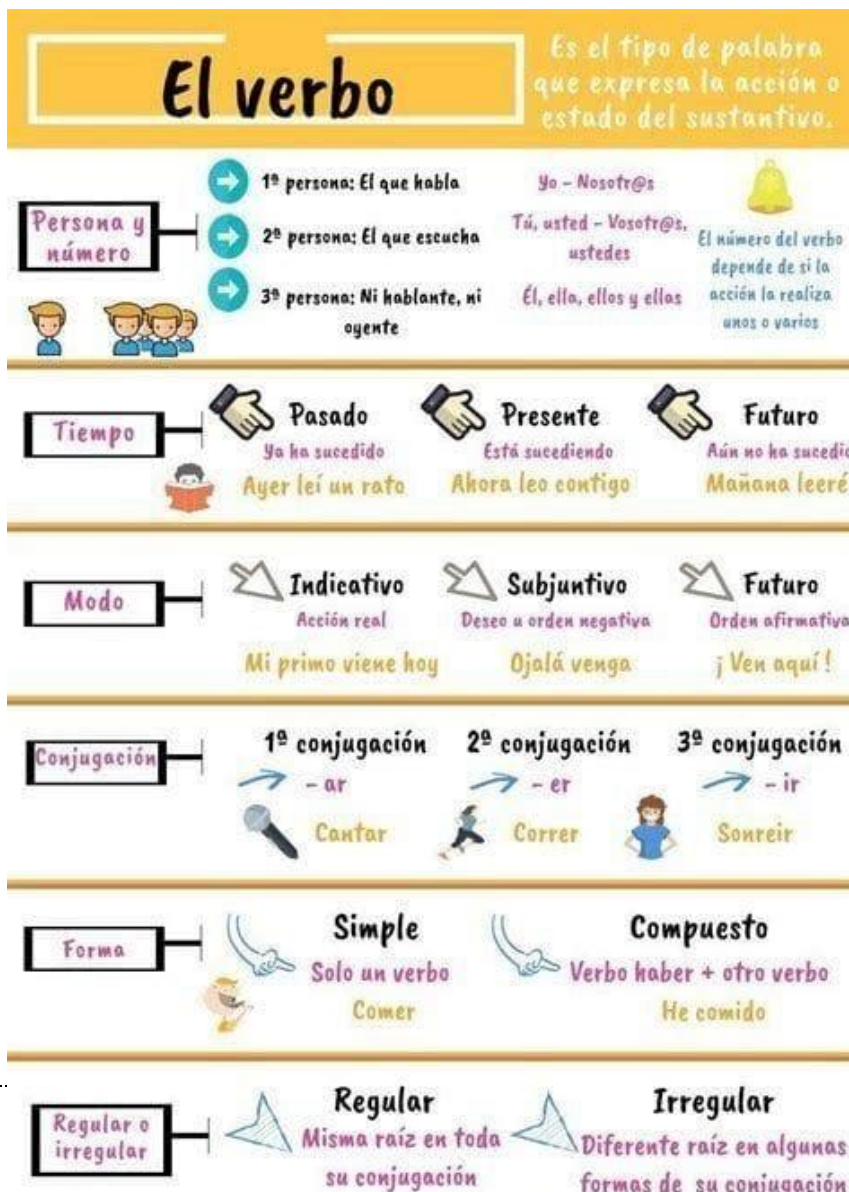 El verbo
Es el tipo de palabra
que expresa la acción o
estado del sustantivo.
Persona y
número
1ª persona: El que habla
Yo - Nosotr@s
2ª persona: El que escucha
Tú, usted - Vosotr@s,
ustedes
3ª persona: Ni hablante, ni
oyente
Él, ella, ellos y ellas
El número del verbo
depende de si la
acción la realiza
unos o varios
Tiempo
Pasado
Ya ha sucedido
Ayer leí un rato
Presente
Está sucediendo
Ahora leo contigo
Futuro
Aún no ha sucedid
Mañana leeré
Modo
Indicativo
Acción real
Mi primo viene hoy
Subjuntivo
Deseo u orden negativa
Ojalá venga
Futuro
Orden afirmativa
¡ Ven aquí !
Conjugación
1ª conjugación
- ar
Cantar
2ª conjugación
- er
Correr
3ª conjugación
- ir
Sonreir
Forma
Simple
Solo un verbo
Comer
Compuesto
Verbo haber + otro verbo
He comido
Regular o
irregular
Regular
Misma raíz en toda
su conjugación
Irregular
Diferente raíz en algunas
formas de su conjugación